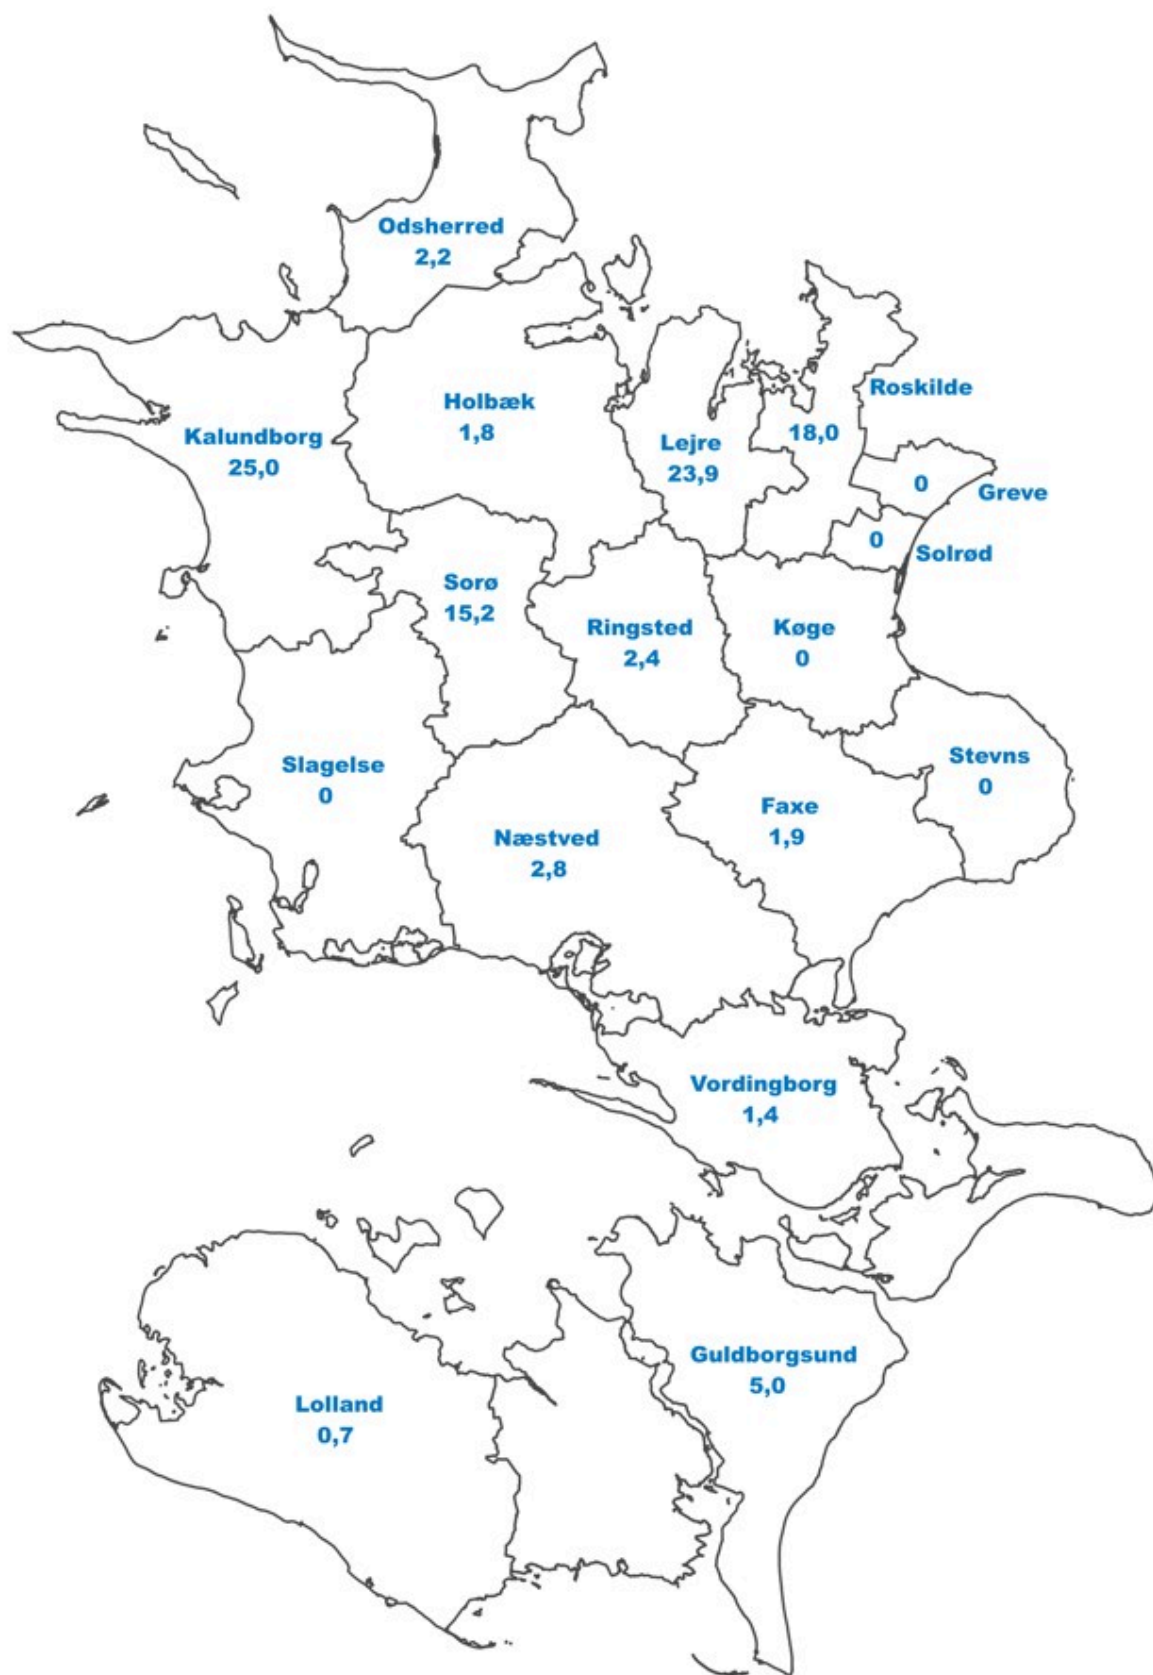 Odsherred
2,2
Holbæk
1,8
Kalundborg
25,0
Lejre
23,9
Roskilde
18,0
0
Greve
0
Solrød
Sorø
15,2
Ringsted
2,4
Køge
0
Slagelse
0
Stevns
0
Faxe
1,9
Næstved
2,8
Vordingborg
1,4
Guldborgsund
5,0
Lolland
0,7